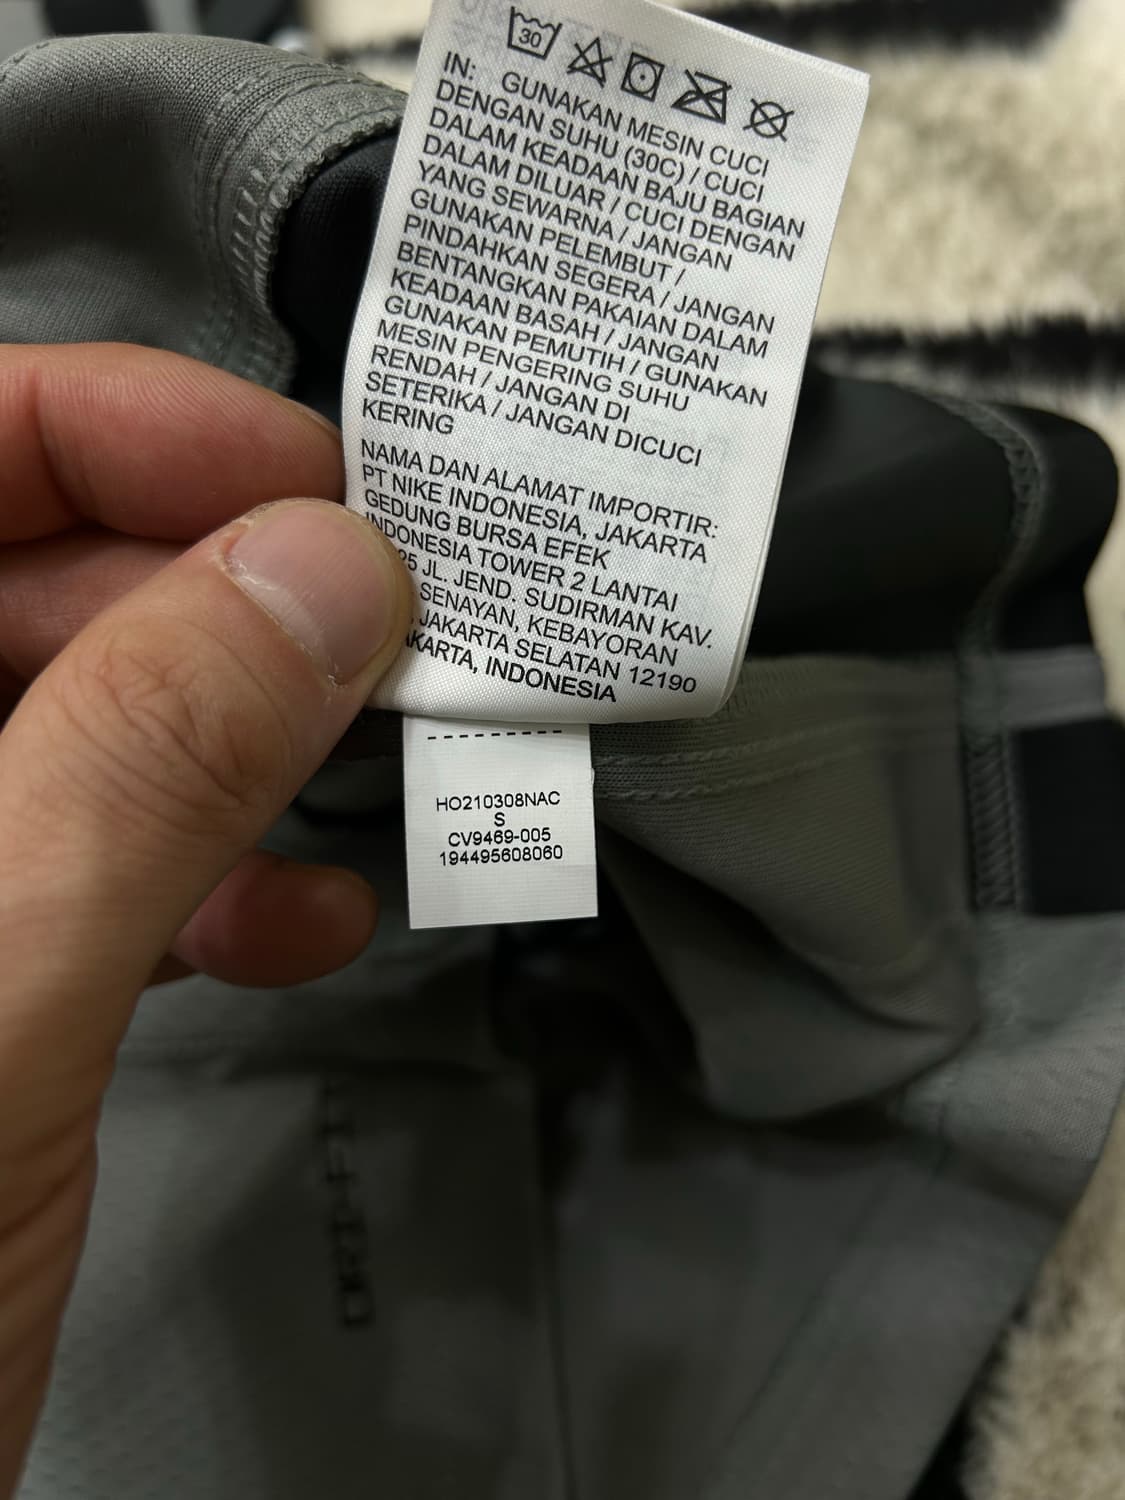 30
IN: GUNAKAN MESIN CUCI
DENGAN SUHU (30C) / CUCI
DALAM KEADAAN BAJU BAGIAN
DALAM DILUAR / CUCI DENGAN
YANG SEWARNA / JANGAN
GUNAKAN PELEMBUT /
PINDAHKAN SEGERA / JANGAN
BENTANGKAN PAKAIAN DALAM
KEADAAN BASAH / JANGAN
GUNAKAN PEMUTIH / GUNAKAN
MESIN PENGERING SUHU
RENDAH / JANGAN DI
SETERIKA / JANGAN DICUCI
KERING
NAMA DAN ALAMAT IMPORTIR:
PT NIKE INDONESIA, JAKARTA
GEDUNG BURSA EFEK
INDONESIA TOWER 2 LANTAI
JL. JEND. SUDIRMAN KAV.
SENAYAN, KEBAYORAN
JAKARTA SELATAN 12190
INDONESIA
HO210308NAC
S
CV9469-005
194495608060